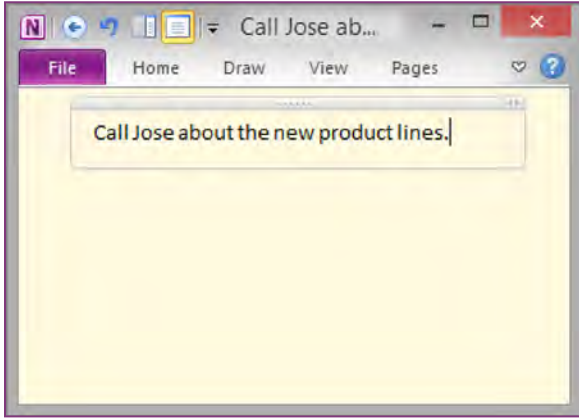 N Call Jose ab...
File Home Draw View Pages ?
Call Jose about the new product lines.